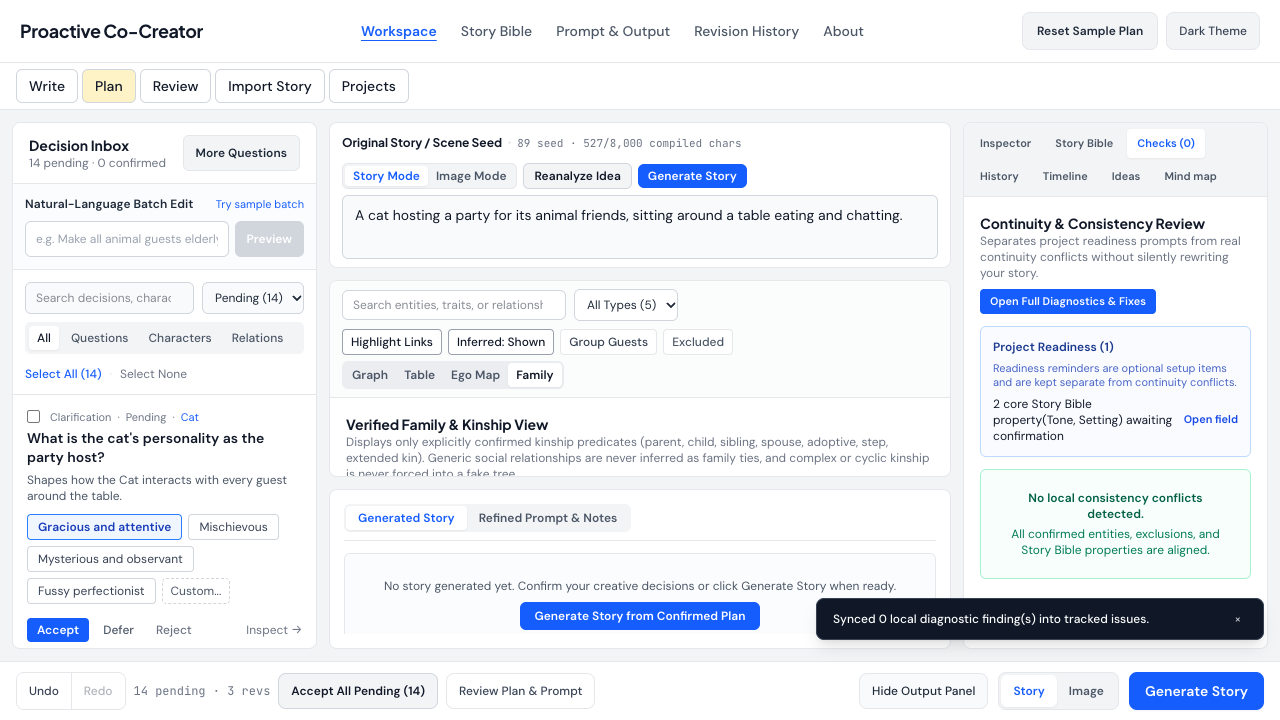 Proactive Co-Creator
Workspace
Story Bible
Prompt & Output
Revision History
About
Reset Sample Plan
Dark Theme
Write
Plan
Review
Import Story
Projects
Decision Inbox
14 pending · 0 confirmed
More Questions
Natural-Language Batch Edit
Try sample batch
e.g. Make all animal guests elderly
Preview
Search decisions, charac
Pending (14)
All
Questions
Characters
Relations
Select All (14) · Select None
Clarification · Pending · Cat
What is the cat's personality as the
party host?
Shapes how the Cat interacts with every guest
around the table.
Gracious and attentive
Mischievous
Mysterious and observant
Fussy perfectionist
Custom...
Accept
Defer
Reject
Inspect →
Original Story / Scene Seed · 89 seed · 527/8,000 compiled chars
Story Mode
Image Mode
Reanalyze Idea
Generate Story
A cat hosting a party for its animal friends, sitting around a table eating and chatting.
Search entities, traits, or relationshi
All Types (5)
Highlight Links
Inferred: Shown
Group Guests
Excluded
Graph
Table
Ego Map
Family
Verified Family & Kinship View
Displays only explicitly confirmed kinship predicates (parent, child, sibling, spouse, adoptive, step,
extended kin). Generic social relationships are never inferred as family ties, and complex or cyclic kinship
is never forced into a fake tree.
Generated Story
Refined Prompt & Notes
No story generated yet. Confirm your creative decisions or click Generate Story when ready.
Generate Story from Confirmed Plan
Inspector
Story Bible
Checks (0)
History
Timeline
Ideas
Mind map
Continuity & Consistency Review
Separates project readiness prompts from real
continuity conflicts without silently rewriting
your story.
Open Full Diagnostics & Fixes
Project Readiness (1)
Readiness reminders are optional setup items
and are kept separate from continuity conflicts.
2 core Story Bible
property(Tone, Setting) awaiting
confirmation
Open field
No local consistency conflicts
detected.
All confirmed entities, exclusions, and
Story Bible properties are aligned.
Synced 0 local diagnostic finding(s) into tracked issues.
×
Undo
Redo
14 pending · 3 revs
Accept All Pending (14)
Review Plan & Prompt
Hide Output Panel
Story
Image
Generate Story